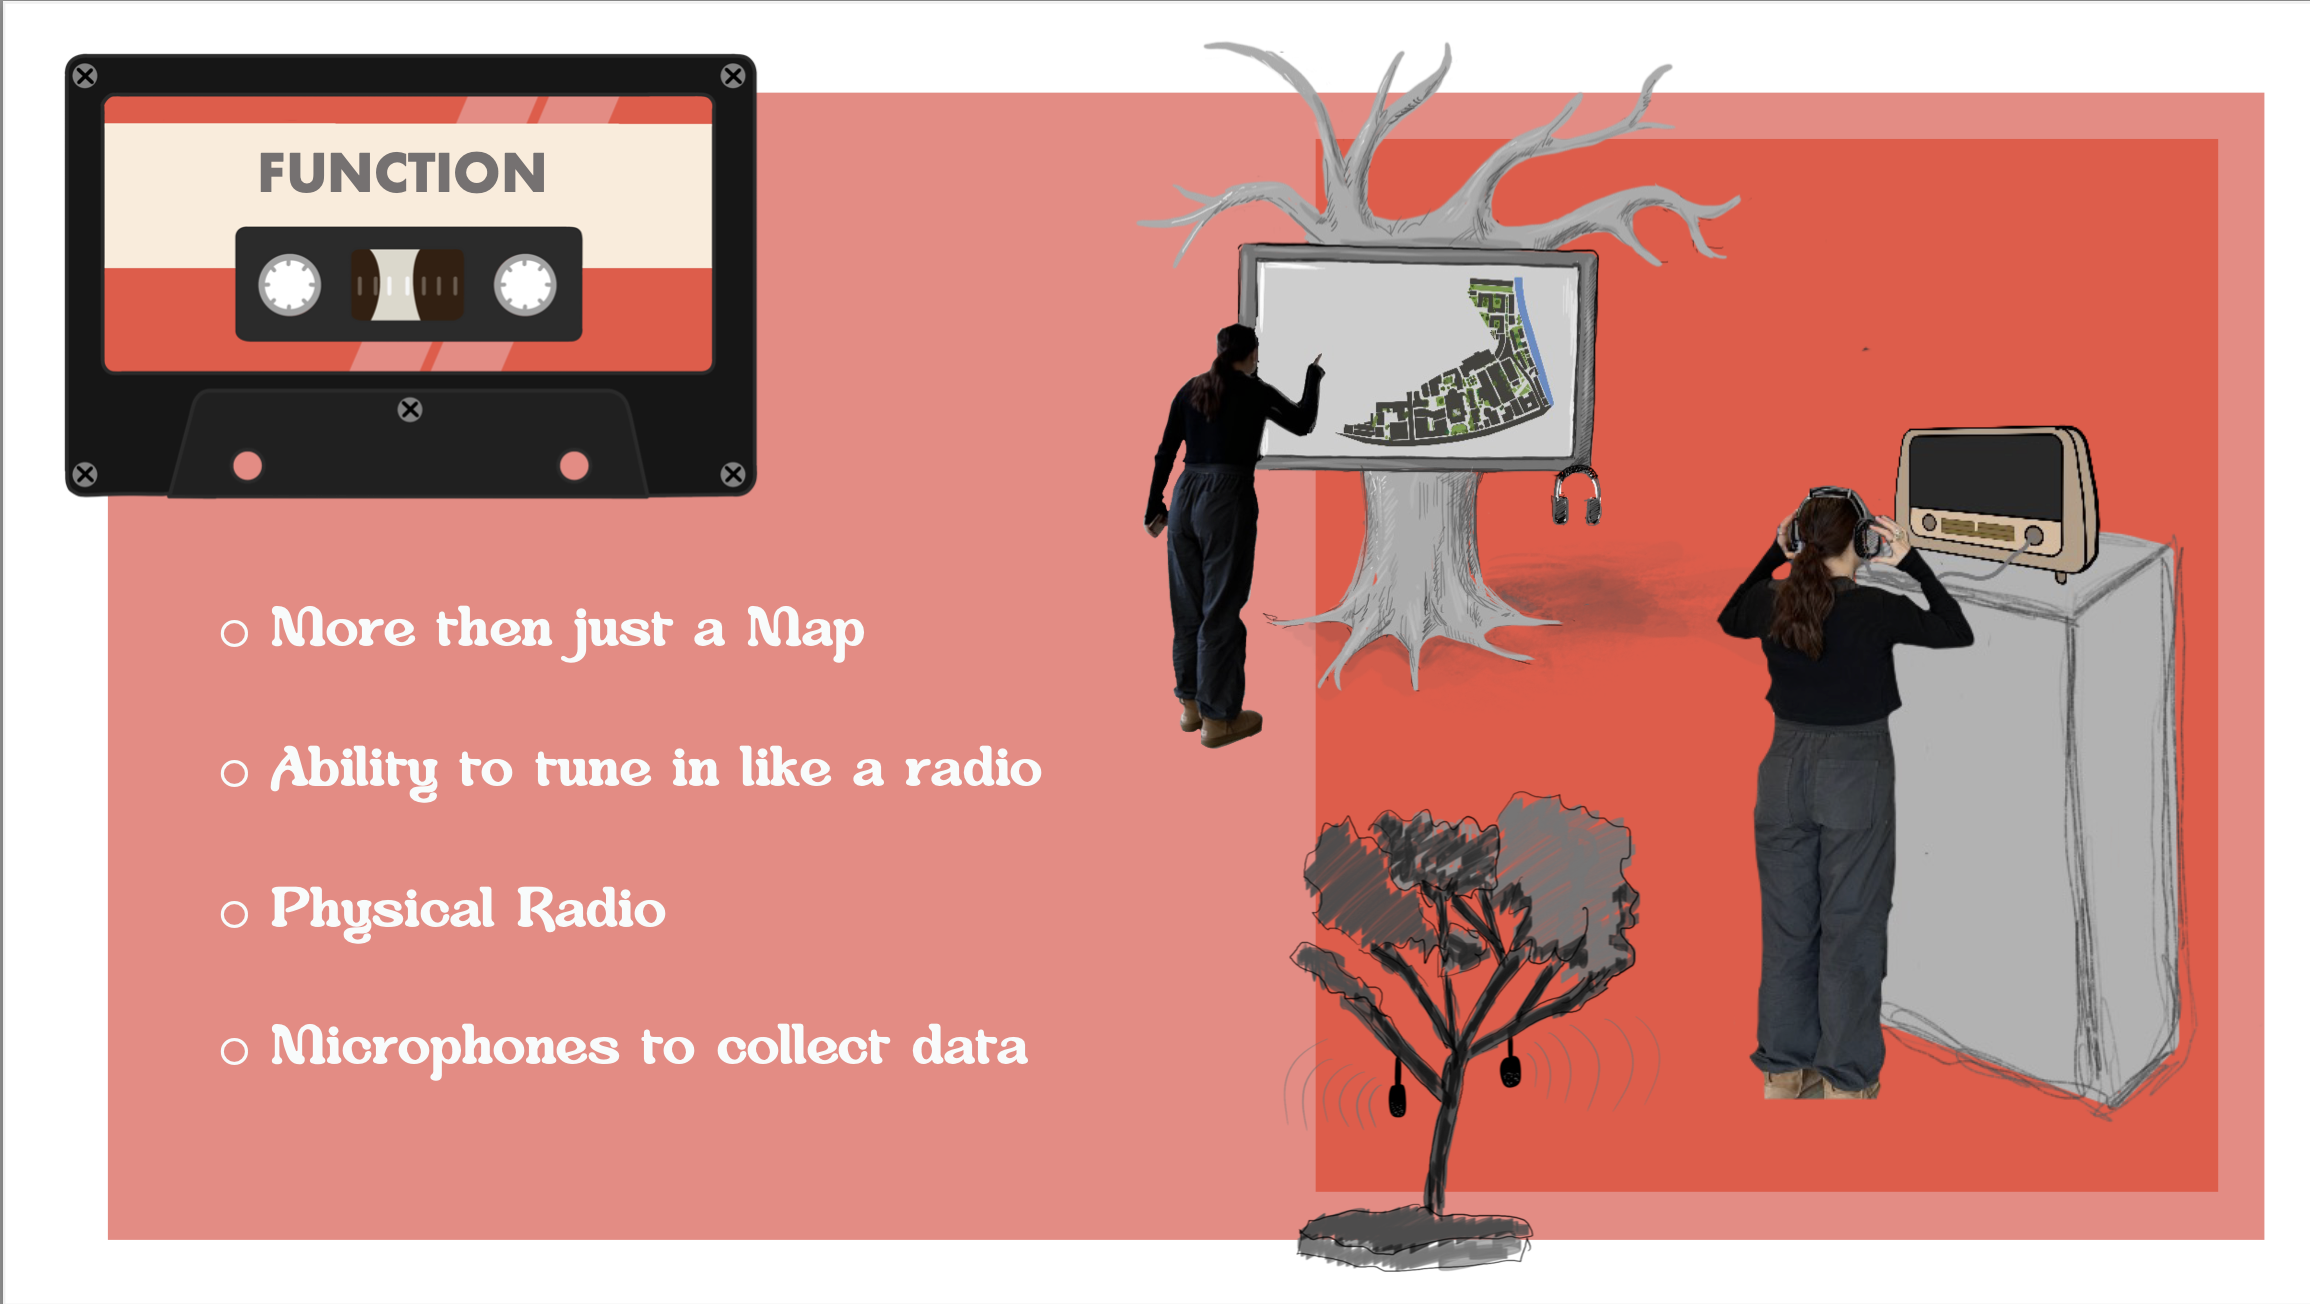 FUNCTION
More then just a Map
Ability to tune in like a radio
Physical Radio
Microphones to collect data